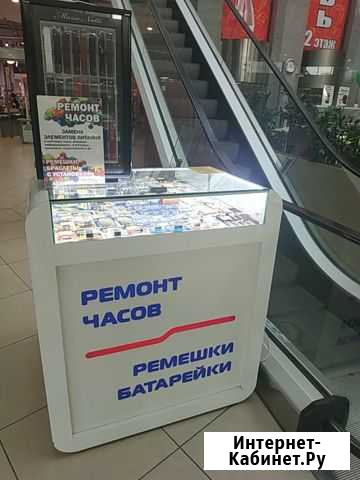 РЕМОНТ
ЧАСОВ
ЗАМЕНА
ЭЛЕМЕНТОВ ПИТАНИЯ
РЕМЕШКИ
БРАСЛЕТЫ
С УСТАНОВКОЙ
Ь
2 ЭТАЖ
РЕМОНТ
ЧАСОВ
РЕМЕШКИ
БАТАРЕЙКИ
Интернет-
Кабинет.Ру